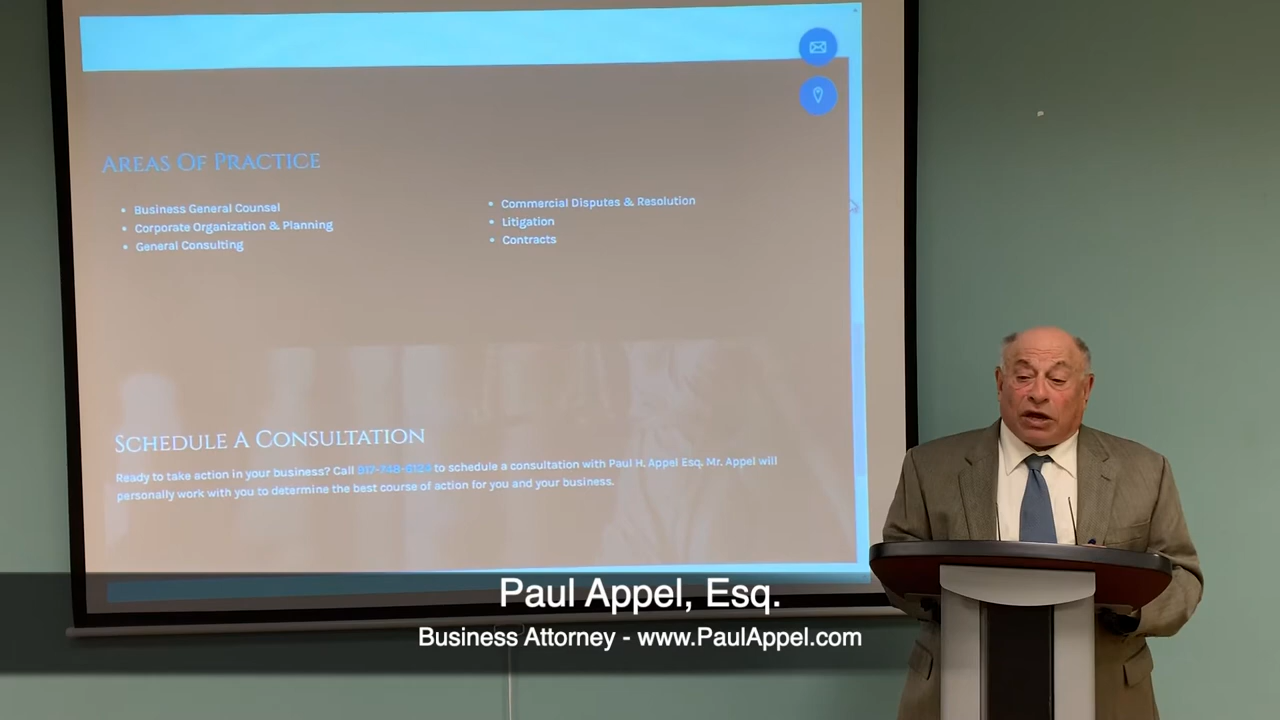 AREAS OF PRACTICE
• Business General Counsel
• Corporate Organization & Planning
• General Consulting
• Commercial Disputes & Resolution
• Litigation
• Contracts
SCHEDULE A CONSULTATION
Ready to take action in your business? Call to schedule a consultation with Paul H. Appel Esq. Mr. Appel will
personally work with you to determine the best course of action for you and your business.
Paul Appel, Esq.
Business Attorney - www.PaulAppel.com